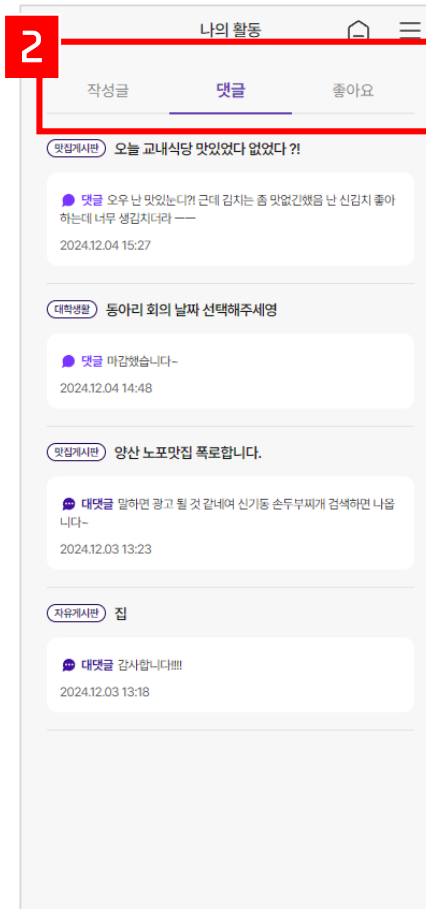 나의 활동
2
작성글 댓글 좋아요
맛집게시판 오늘 교내식당 맛있었다 없었다 ?!
댓글 오우 난 맛있눈디?! 근데 김치는 좀 맛없긴했음 난 신김치 좋아
하는데 너무 생김치더라 ㅡㅡ
2024.12.04 15:27
대학생활 동아리 회의 날짜 선택해주세영
댓글 마감했습니다~
2024.12.04 14:48
맛집게시판 양산 노포맛집 폭로합니다.
대댓글 말하면 광고 될 것 같네여 신기동 손두부찌개 검색하면 나옵
니다~
2024.12.03 13:23
자유게시판 집
대댓글 감사합니다!!!!
2024.12.03 13:18